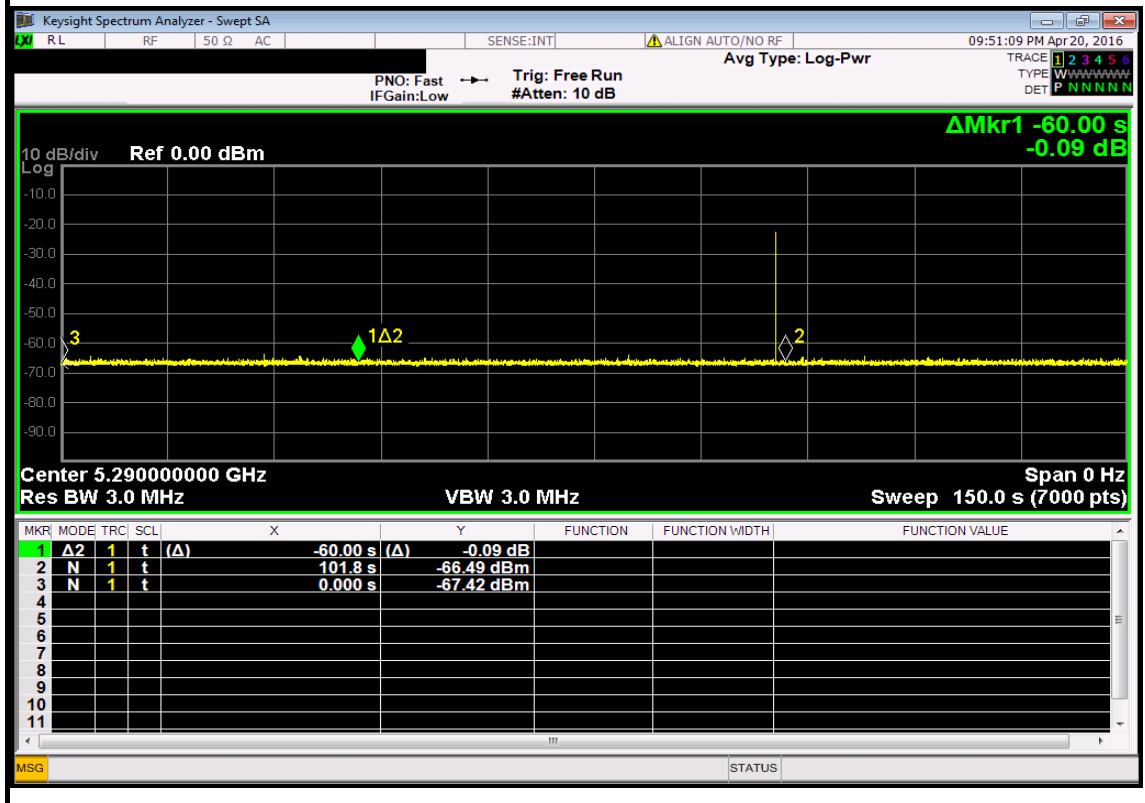 Keysight Spectrum Analyzer - Swept SA
LXI RL RF 50 Ω AC SENSE:INT ALIGN AUTO/NO RF 09:51:09 PM Apr 20, 2016
Avg Type: Log-Pwr
TRACE 1 2 3 4 5 6
PNO: Fast Trig: Free Run
TYPE W W W W W W
IFGain:Low #Atten: 10 dB
DET P N N N N N
ΔMkr1 -60.00 s
-0.09 dB
10 dB/div Ref 0.00 dBm
Log
-10.0
-20.0
-30.0
-40.0
-50.0
-60.0
-70.0
-80.0
-90.0
3
1Δ2
2
Center 5.290000000 GHz Span 0 Hz
Res BW 3.0 MHz VBW 3.0 MHz Sweep 150.0 s (7000 pts)
MKR MODE TRC SCL X Y FUNCTION FUNCTION WIDTH FUNCTION VALUE
1 Δ2 1 t (Δ) -60.00 s (Δ) -0.09 dB
2 N 1 t 101.8 s -66.49 dBm
3 N 1 t 0.000 s -67.42 dBm
4
5
6
7
8
9
10
11
MSG STATUS